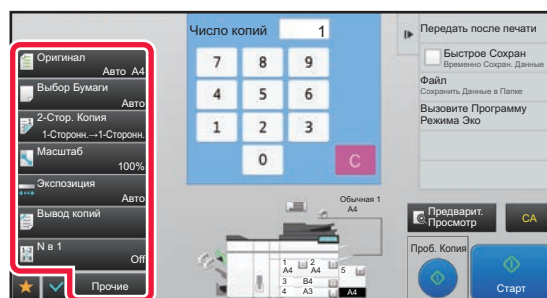 Оригинал
Авто A4
Выбор Бумаги
Авто
2-Стор. Копия
1-Сторонн.→1-Сторонн.
Масштаб
100%
Экспозиция
Авто
Вывод копий
N в 1
Off
Прочие
Число копий 1
7 8 9
4 5 6
1 2 3
0 C
Обычная 1
A4
1 A4
2 A4
3 B4
4 A3
5
A4
Передать после печати
Быстрое Сохран
Временно Сохран. Данные
Файл
Сохранить Данные в Папке
Вызовите Программу
Режима Эко
Предварит.
Просмотр
CA
Проб. Копия
Старт